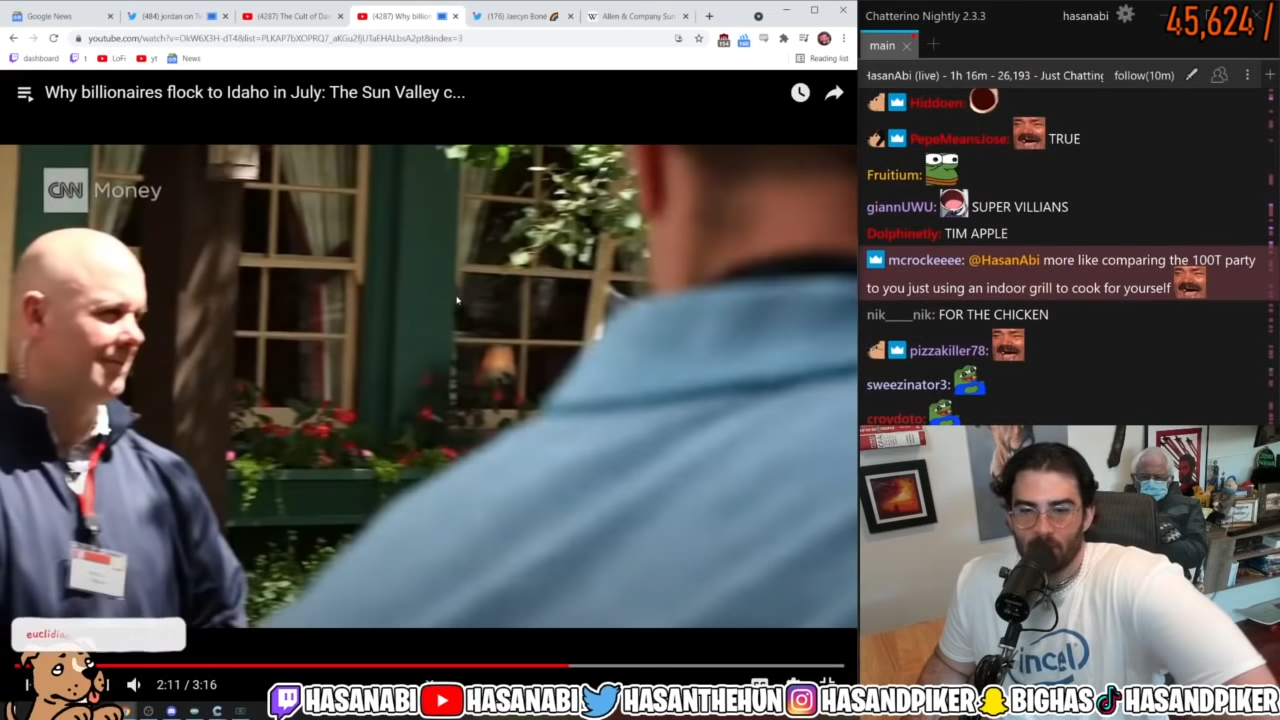 Google News
(484) jordan on T
(4287) The Cult of Da
(4287) Why billion
(176) Jaecyn Boné
Allen & Company Su
youtube.com/watch?v=OkW6X3H-dT4&list=PLKAP7bXOPRQ7_aKGu2fjUTaEHALbsA2pt&index=3
dashboard
t
LoFi
yt
News
Reading list
Why billionaires flock to Idaho in July: The Sun Valley c...
CNN Money
euclidia
2:11 / 3:16
Chatterino Nightly 2.3.3
hasanabi
45,624 /
main
HasanAbi (live) - 1h 16m - 26,193 - Just Chatting
follow(10m)
Hiddoen:
PepeMeansJose: TRUE
Fruitium:
giannUWU: SUPER VILLIANS
Dolphinetly: TIM APPLE
mcrockeeee: @HasanAbi more like comparing the 100T party
to you just using an indoor grill to cook for yourself
nik____nik: FOR THE CHICKEN
pizzakiller78:
sweezinator3:
croydoto:
incel
HASANABI HASANABI HASANTHEHUN HASANDPIKER BIGHAS HASANDPIKER